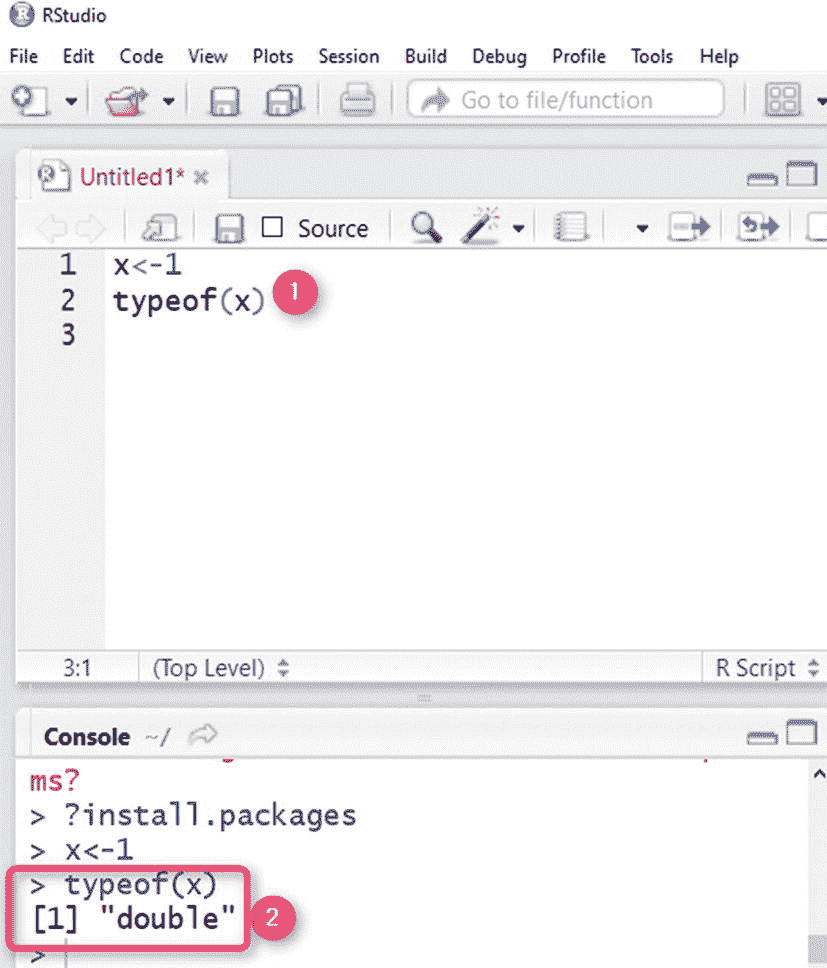 RStudio
File Edit Code View Plots Session Build Debug Profile Tools Help
Go to file/function
Untitled1*
Source
1 x<-1
2 typeof(x) 1
3
3:1 (Top Level) R Script
Console ~/
ms?
> ?install.packages
> x<-1
> typeof(x)
[1] "double" 2
>